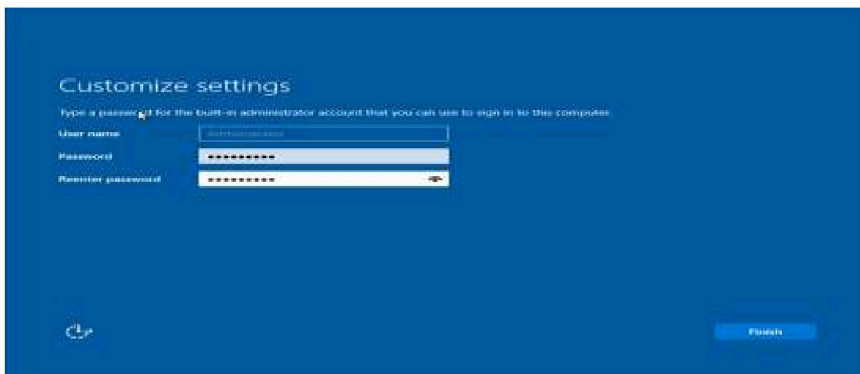 Customize settings
Type a password for the built-in administrator account that you can use to sign in to this computer.
User name
Administrator
Password
•••••••••
Reenter password
•••••••••
Finish